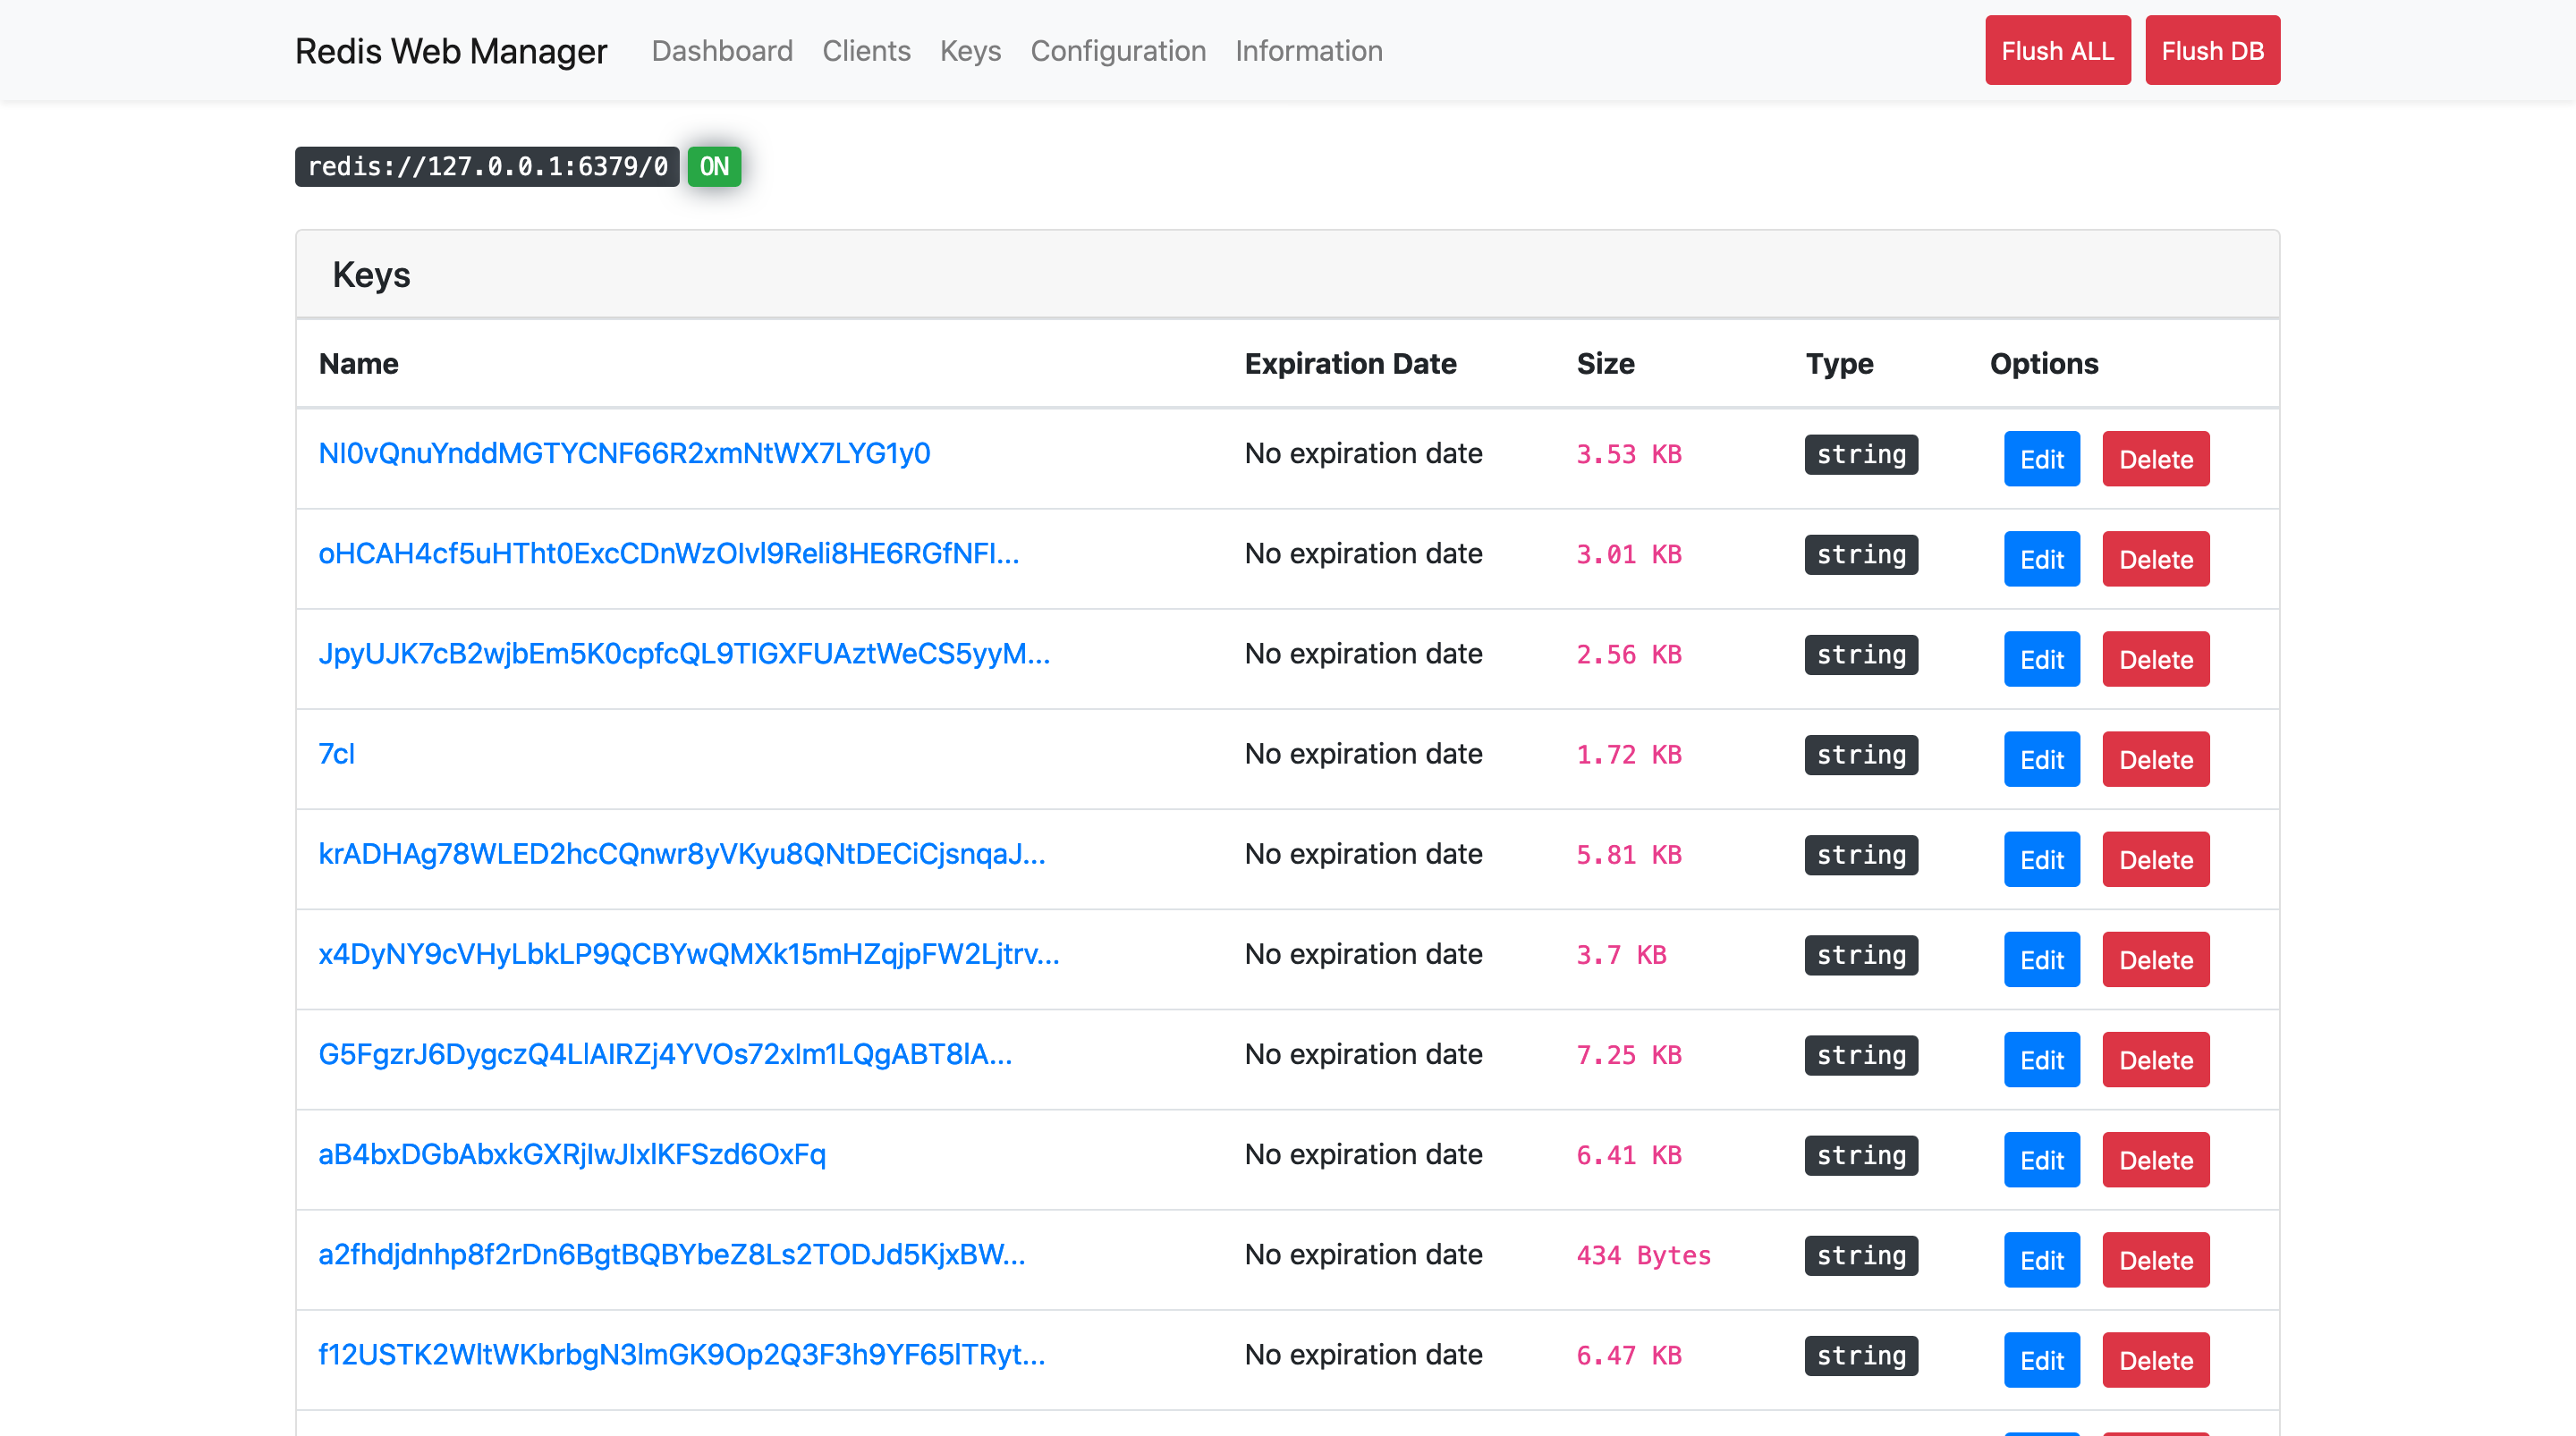 Redis Web Manager Dashboard Clients Keys Configuration Information Flush ALL Flush DB
redis://127.0.0.1:6379/0 ON
Keys
Name Expiration Date Size Type Options
NI0vQnuYnddMGTYCNF66R2xmNtWX7LYG1y0 No expiration date 3.53 KB string Edit Delete
oHCAH4cf5uHTht0ExcCDnWzOIvl9Reli8HE6RGfNFI... No expiration date 3.01 KB string Edit Delete
JpyUJK7cB2wjbEm5K0cpfcQL9TIGXFUAztWeCS5yyM... No expiration date 2.56 KB string Edit Delete
7cl No expiration date 1.72 KB string Edit Delete
krADHAg78WLED2hcCQnwr8yVKyu8QNtDECiCjsnqaJ... No expiration date 5.81 KB string Edit Delete
x4DyNY9cVHyLbkLP9QCBYwQMXk15mHZqjpFW2Ljtrv... No expiration date 3.7 KB string Edit Delete
G5FgzrJ6DygczQ4LlAIRZj4YVOs72xIm1LQgABT8lA... No expiration date 7.25 KB string Edit Delete
aB4bxDGbAbxkGXRjIwJIxlKFSzd6OxFq No expiration date 6.41 KB string Edit Delete
a2fhdjdnhp8f2rDn6BgtBQBYbeZ8Ls2TODJd5KjxBW... No expiration date 434 Bytes string Edit Delete
f12USTK2WltWKbrbgN3lmGK9Op2Q3F3h9YF65lTRyt... No expiration date 6.47 KB string Edit Delete